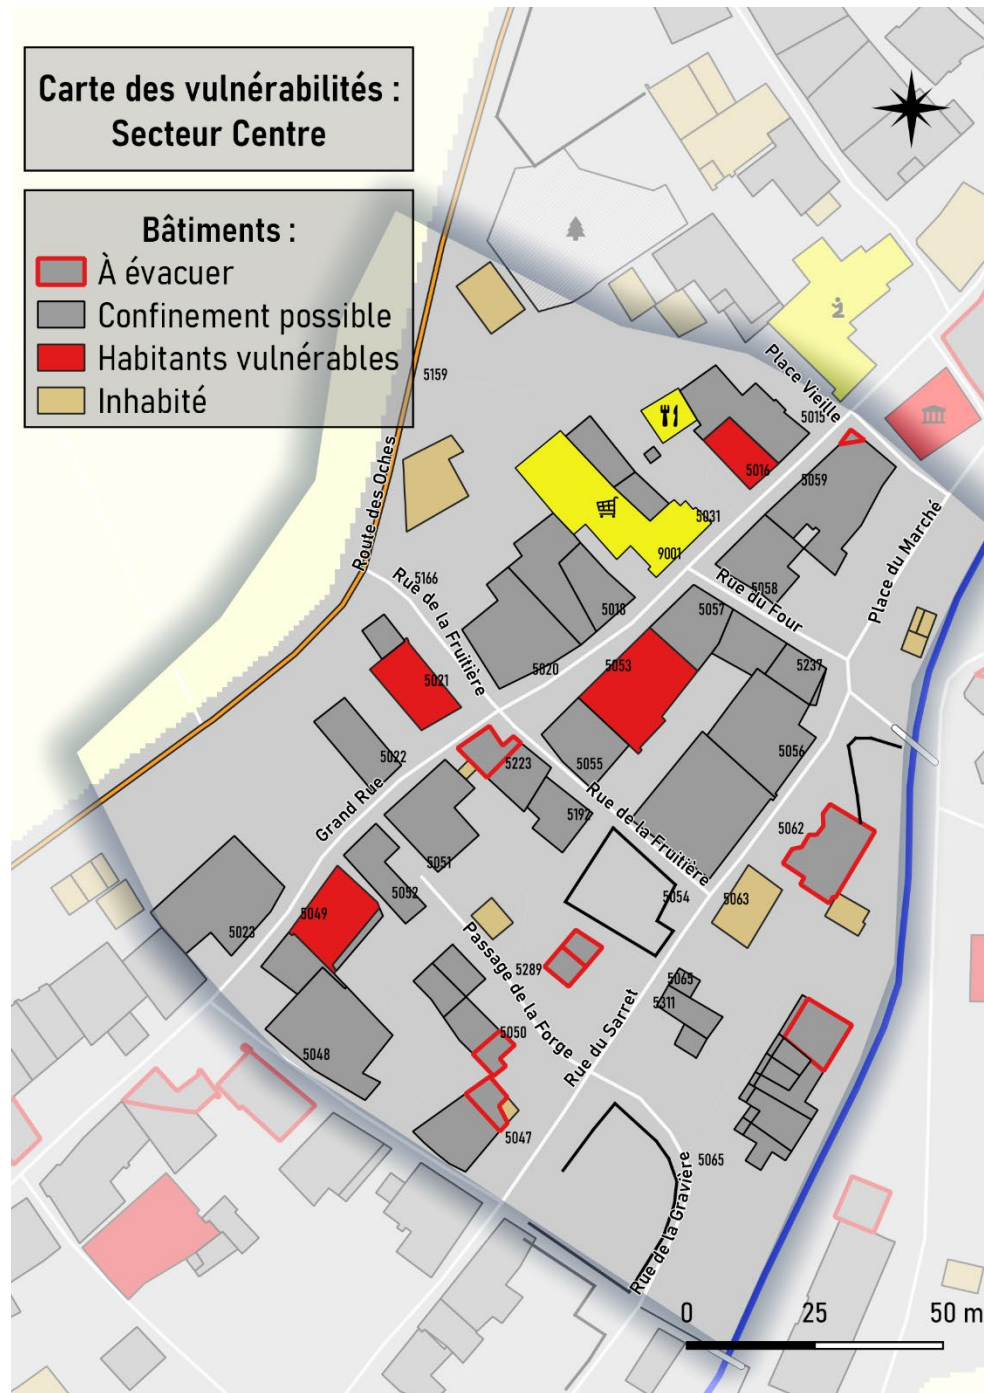 Carte des vulnérabilités :
Secteur Centre
Bâtiments :
À évacuer
Confinement possible
Habitants vulnérables
Inhabité
Place Vieille
5159
5015
5016
5059
Route des Oches
5031
9001
Place du Marché
5166
Rue de la Fruitière
5018
5058
Rue du Four
5057
5021
5020
5053
5237
5022
5223
5055
5056
Grand Rue
5192
Rue de la Fruitière
5062
5051
5052
5054
5063
5049
5023
Passage de la Forge
5289
5065
5311
5050
5048
Rue du Sarret
5047
5065
Rue de la Gravière
0 25 50 m